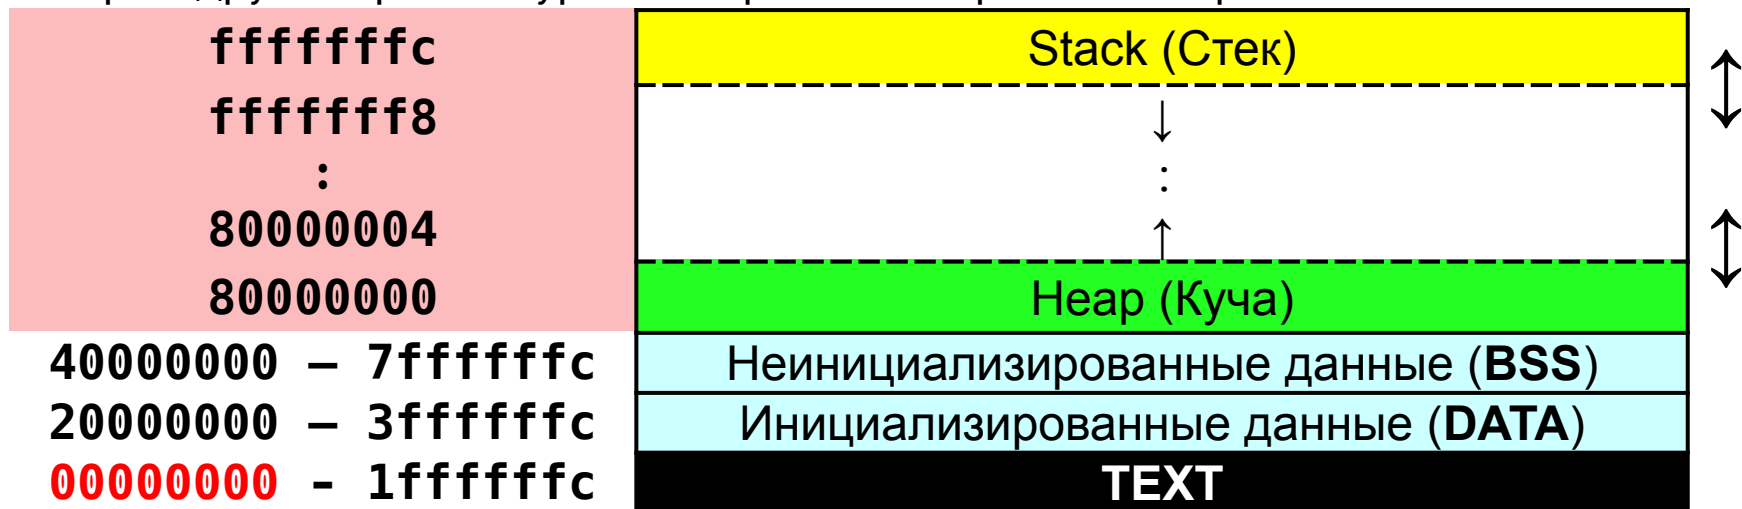 fffffffc Stack (Стек)
fffffff8 ↓
: :
80000004 ↑
80000000 Heap (Куча)
40000000 – 7ffffffc Неинициализированные данные (BSS)
20000000 – 3ffffffc Инициализированные данные (DATA)
00000000 - 1ffffffc TEXT